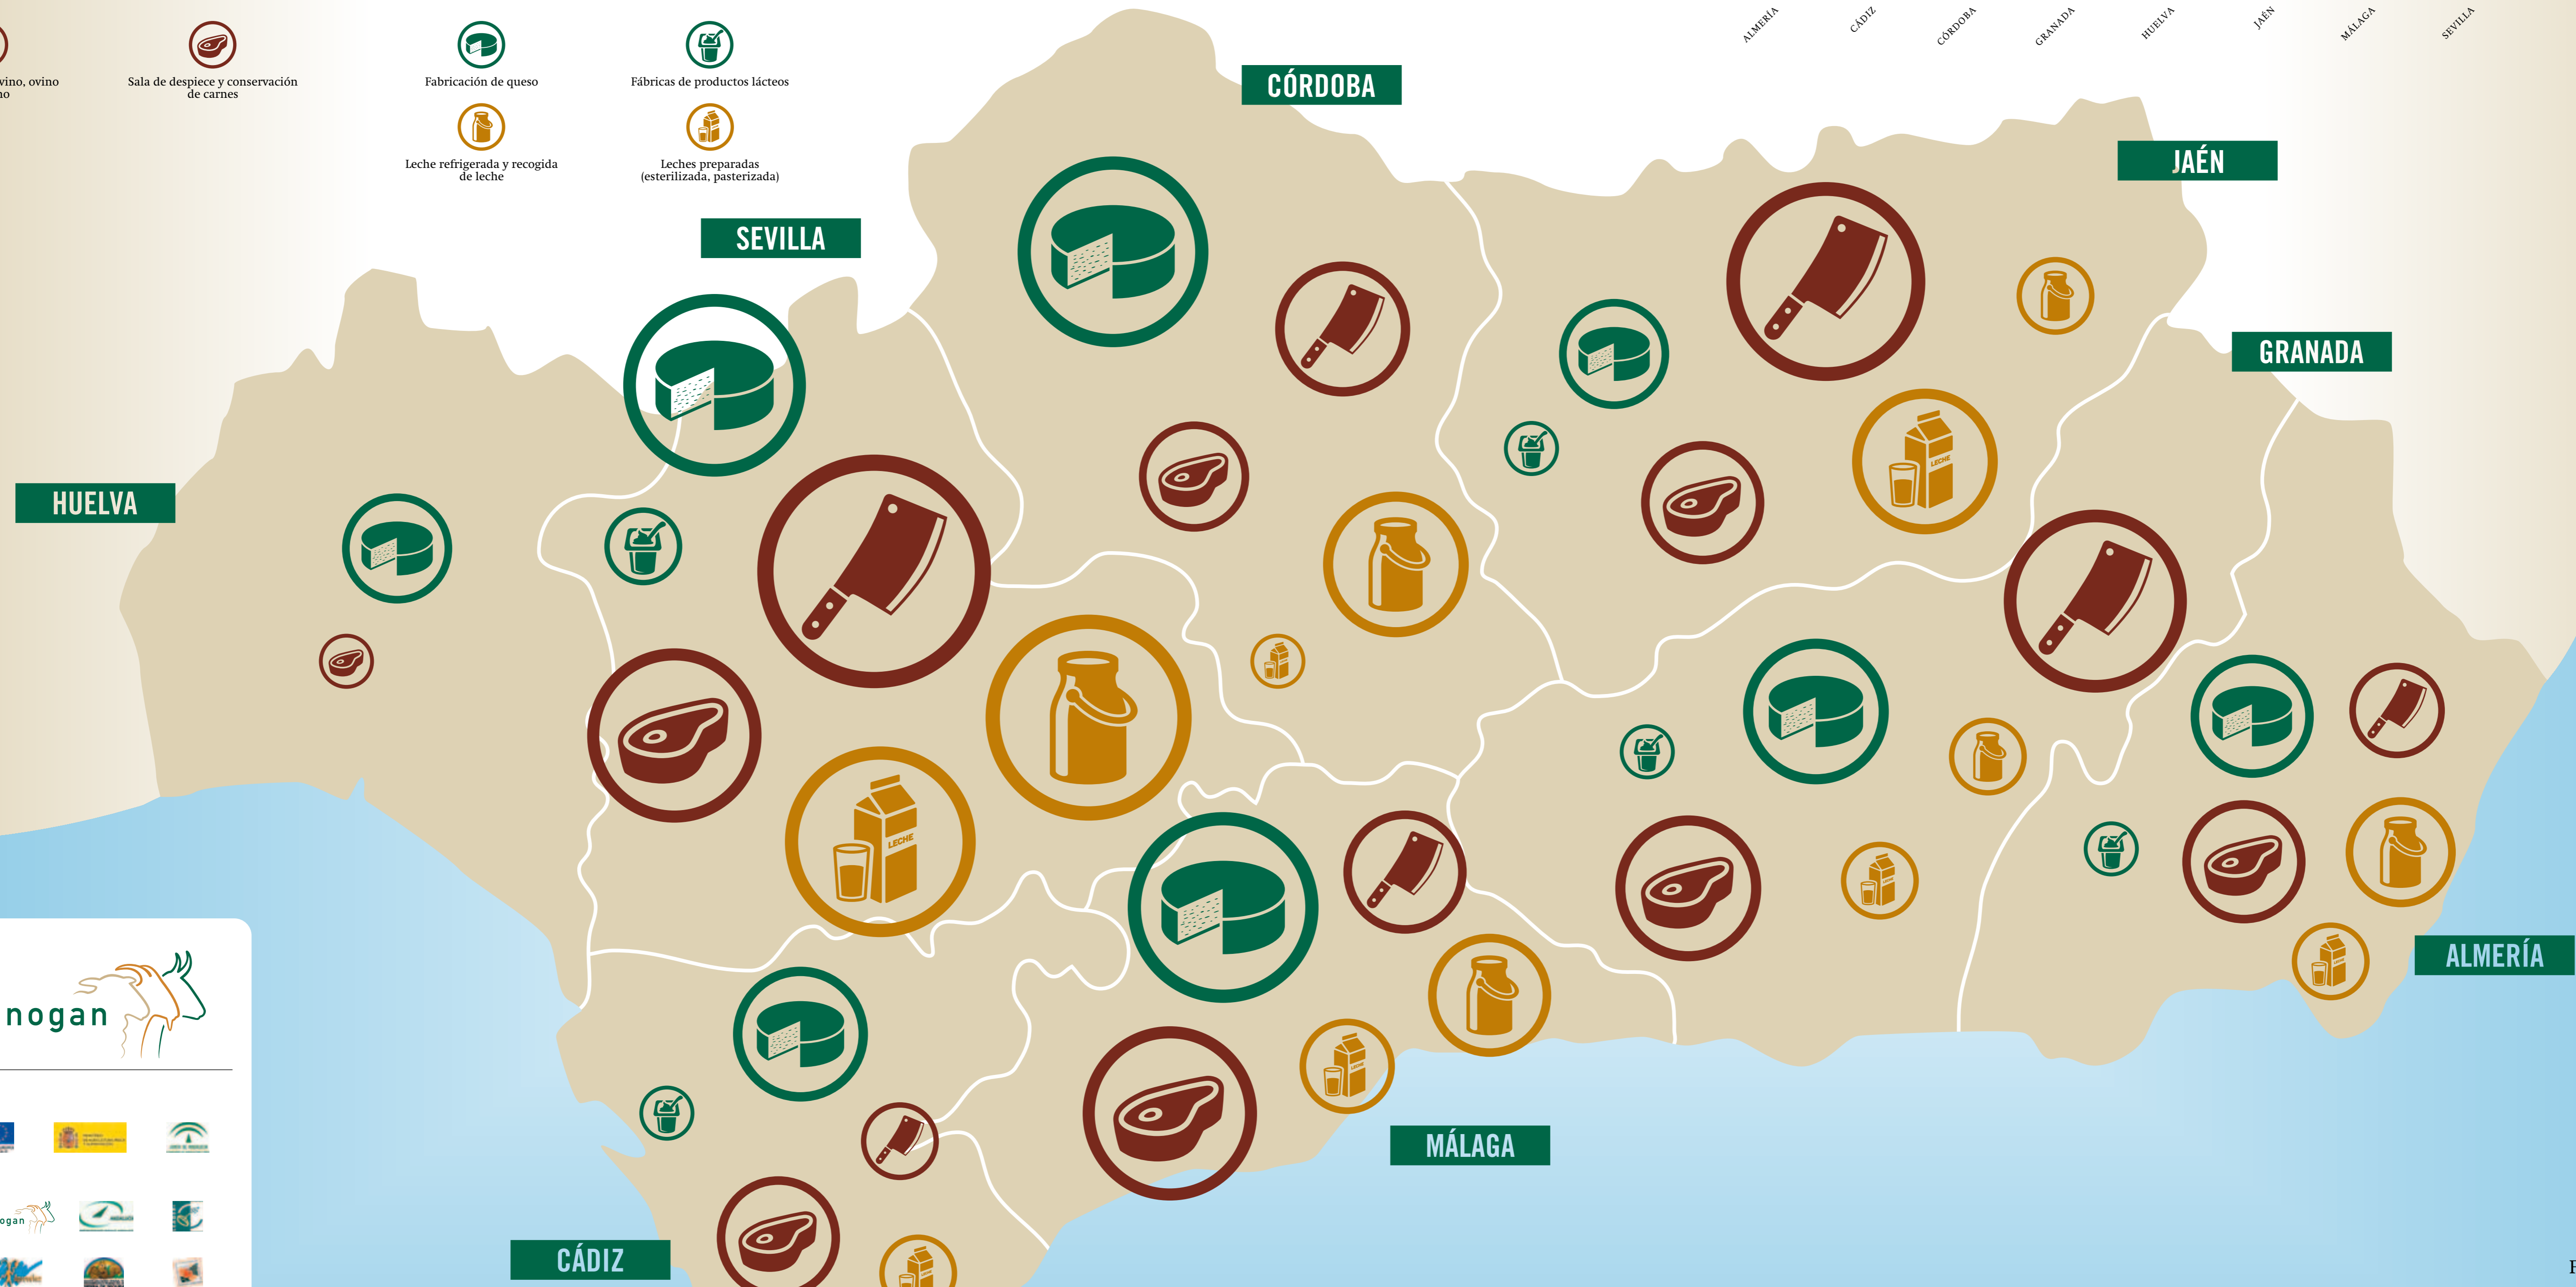 ALMERÍA
CÁDIZ
CÓRDOBA
GRANADA
HUELVA
JAÉN
MÁLAGA
SEVILLA
vino, ovino
no
Sala de despiece y conservación
de carnes
Fabricación de queso
Fábricas de productos lácteos
Leche refrigerada y recogida
de leche
Leches preparadas
(esterilizada, pasterizada)
CÓRDOBA
JAÉN
SEVILLA
GRANADA
HUELVA
LECHE
LECHE
ALMERÍA
nogan
MÁLAGA
CÁDIZ
ogan